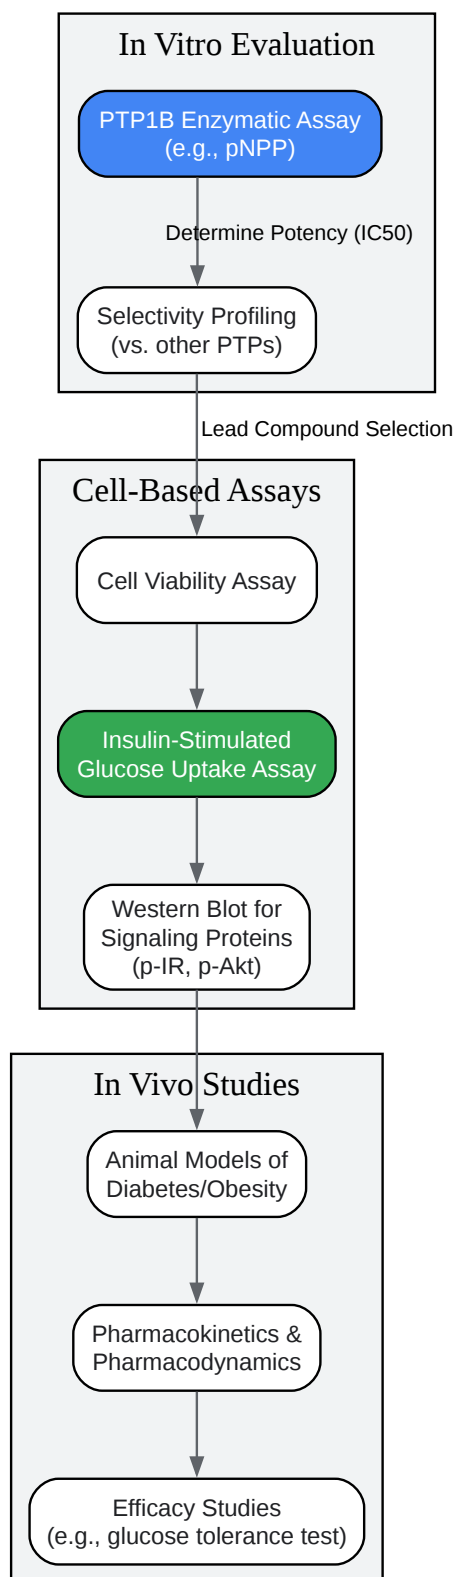 In Vitro Evaluation
PTP1B Enzymatic Assay
(e.g., pNPP)
Determine Potency (IC50)
Selectivity Profiling
(vs. other PTPs)
Lead Compound Selection
Cell-Based Assays
Cell Viability Assay
Insulin-Stimulated
Glucose Uptake Assay
Western Blot for
Signaling Proteins
(p-IR, p-Akt)
In Vivo Studies
Animal Models of
Diabetes/Obesity
Pharmacokinetics &
Pharmacodynamics
Efficacy Studies
(e.g., glucose tolerance test)